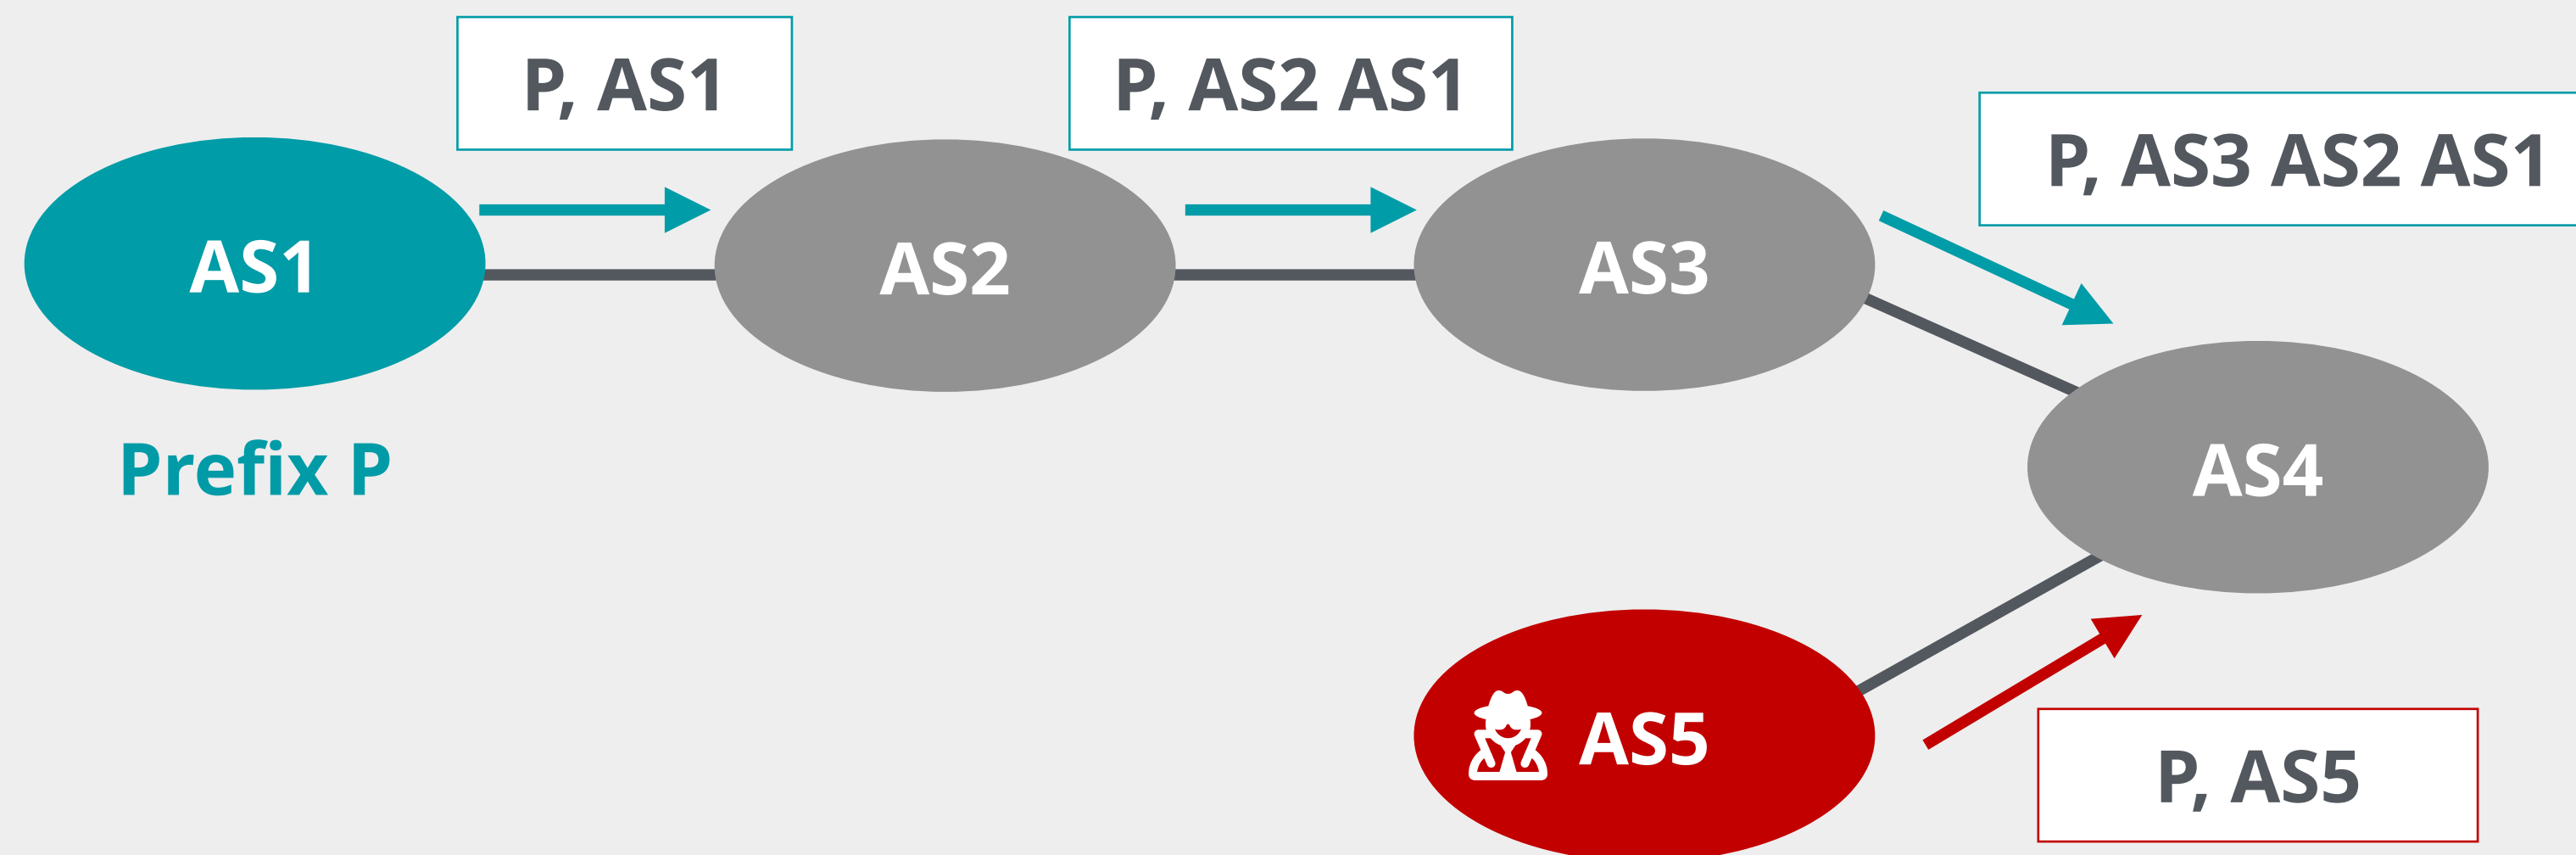 P, AS1
P, AS2 AS1
P, AS3 AS2 AS1
AS1
AS2
AS3
Prefix P
AS4
AS5
P, AS5